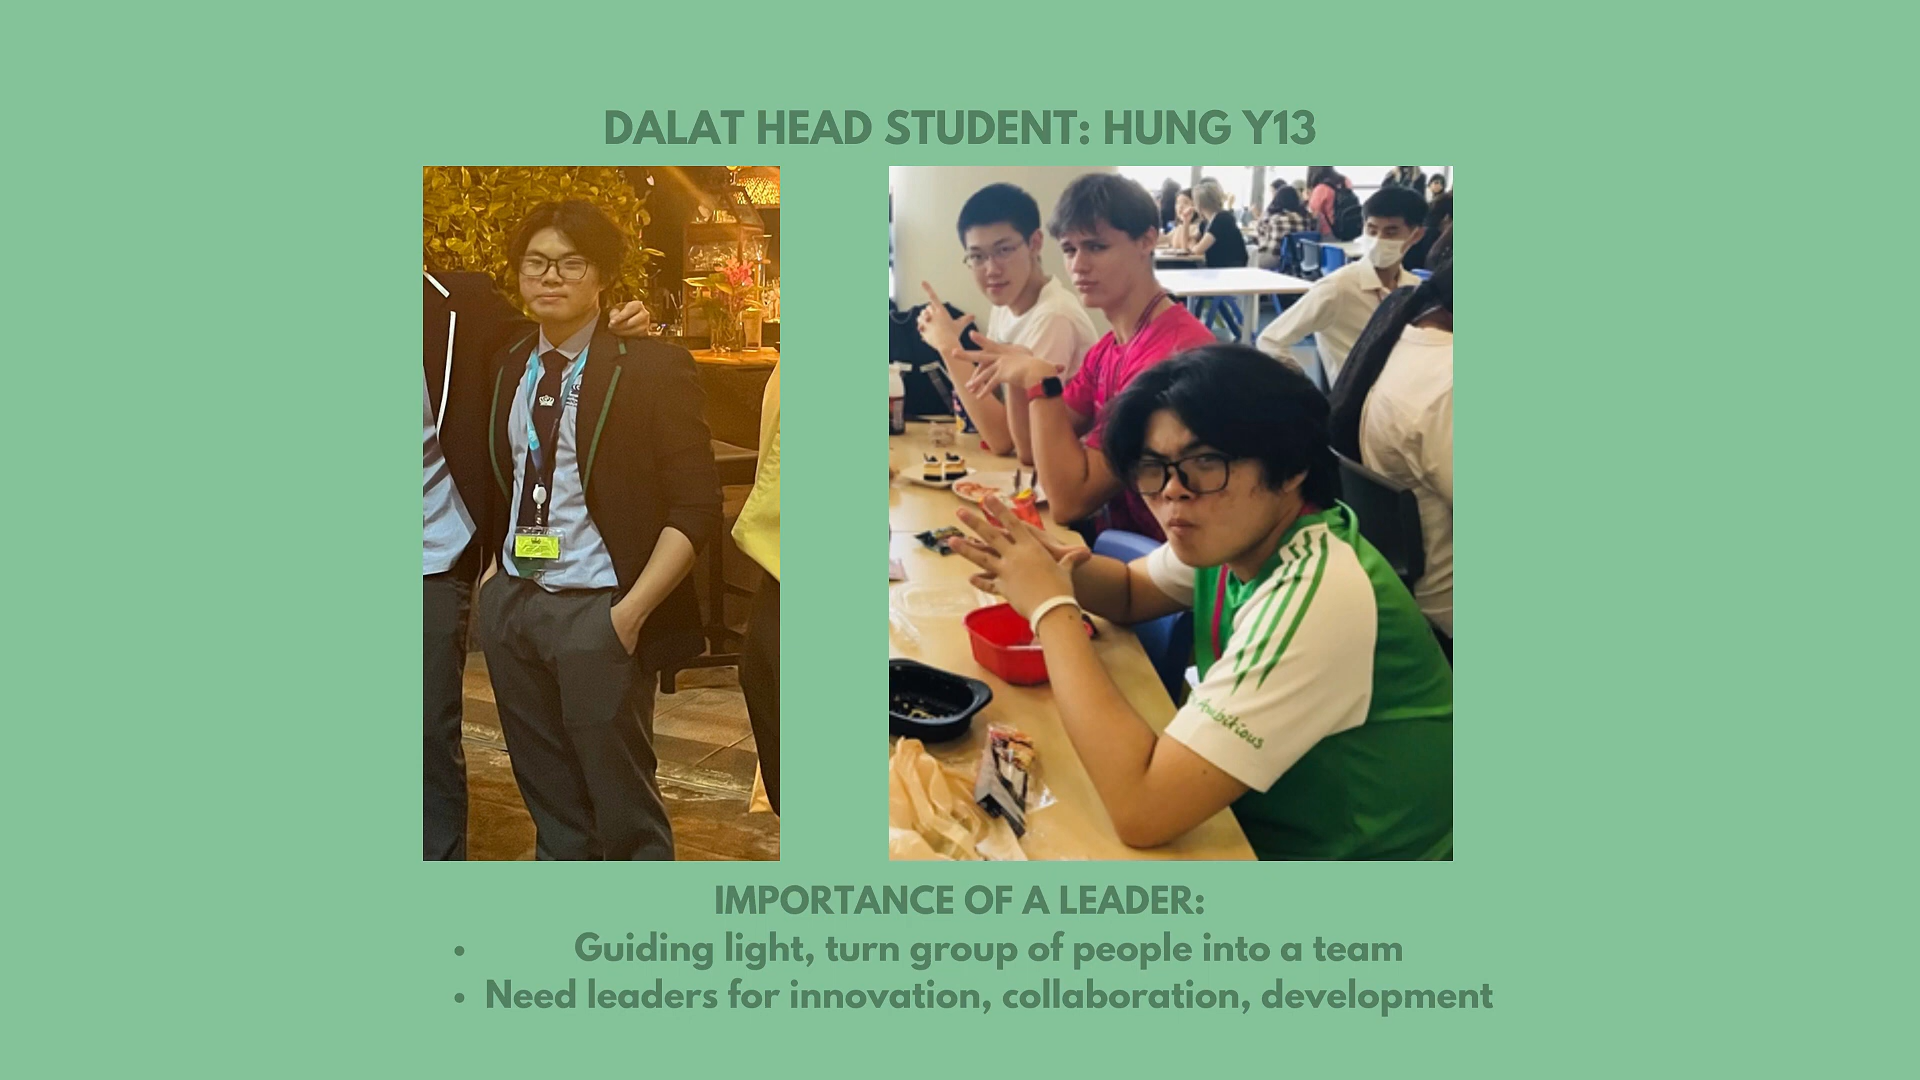 DALAT HEAD STUDENT: HUNG Y13
Ambitious
IMPORTANCE OF A LEADER:
• Guiding light, turn group of people into a team
• Need leaders for innovation, collaboration, development